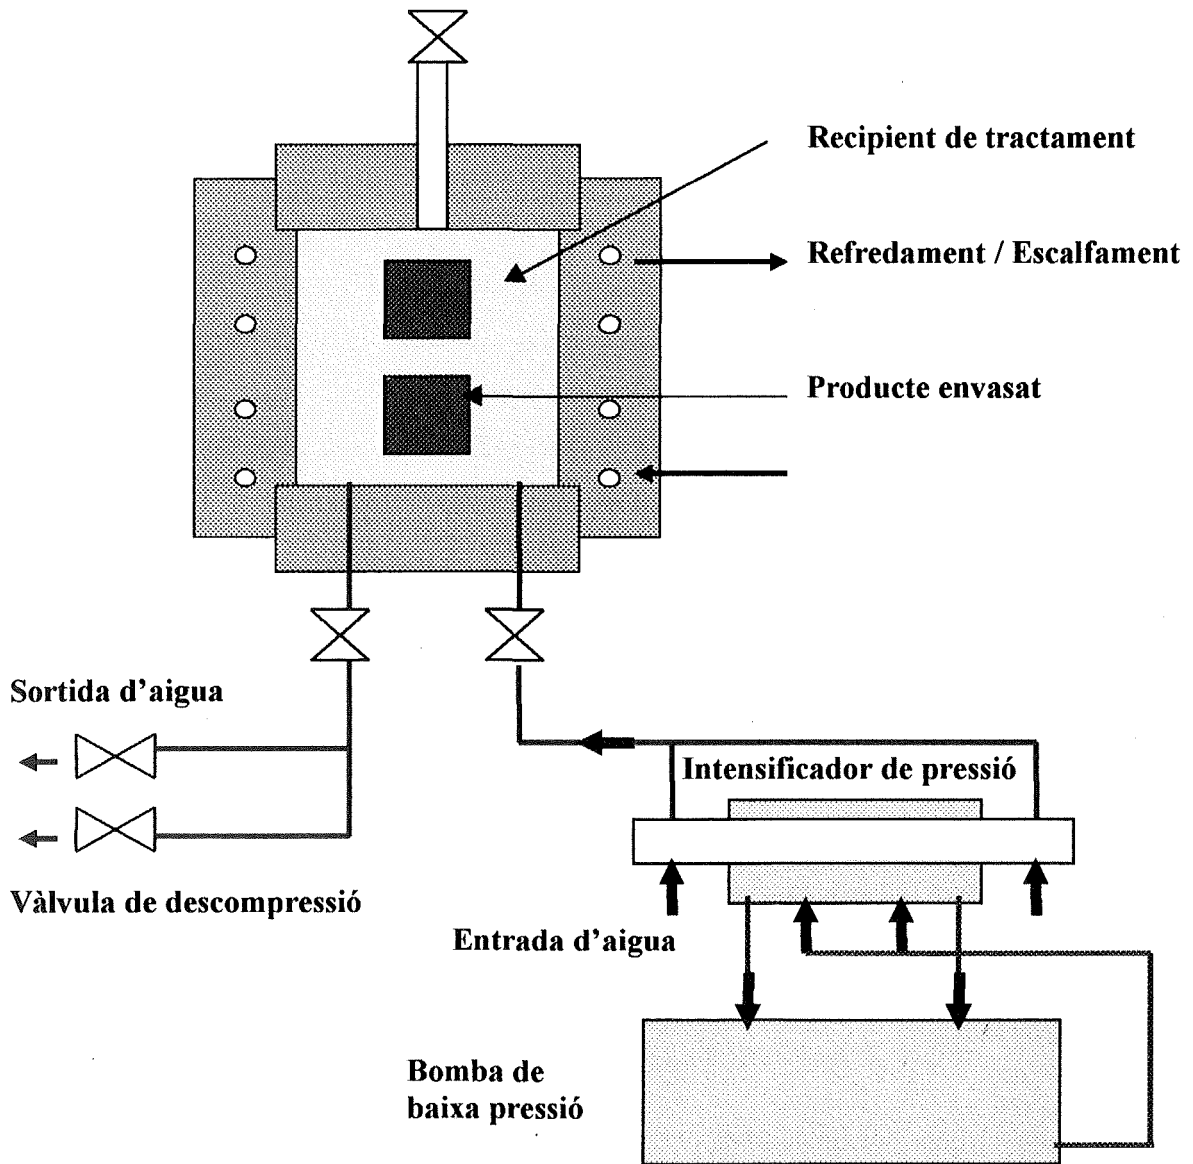 Recipient de tractament
Refredament / Escalfament
Producte envasat
Sortida d'aigua
Intensificador de pressió
Vàlvula de descompressió
Entrada d'aigua
Bomba de
baixa pressió